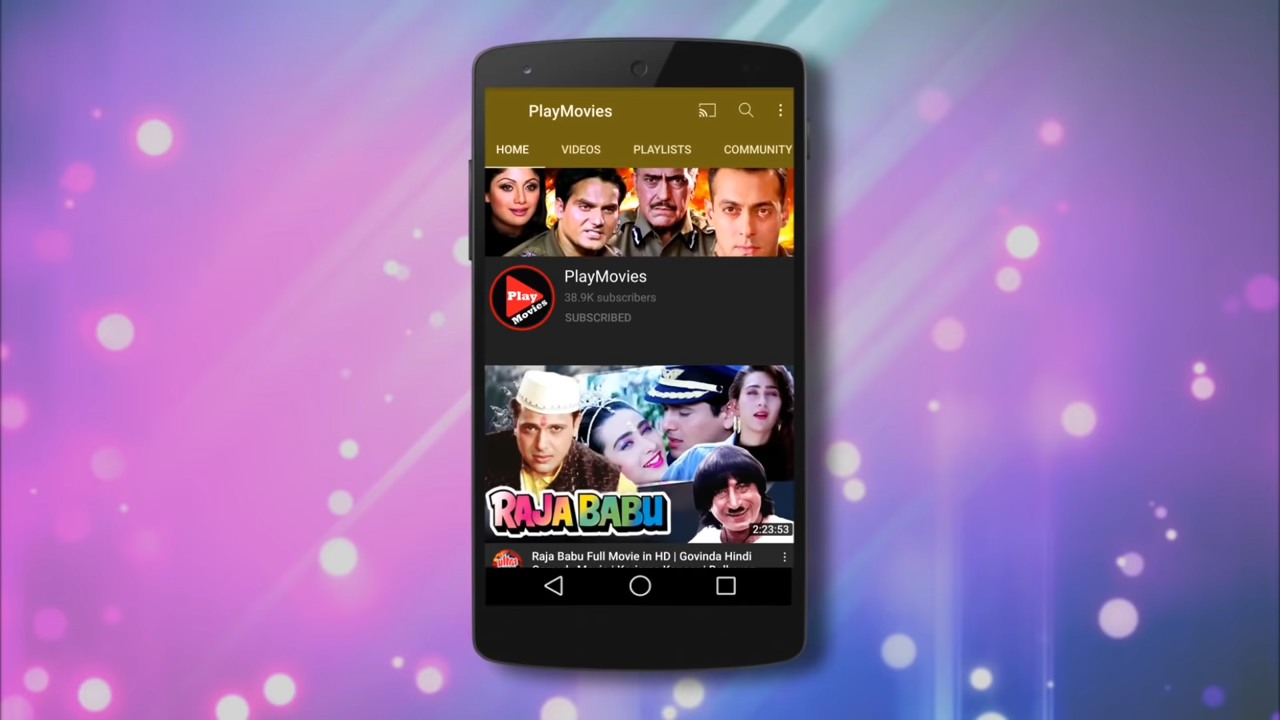 PlayMovies
HOME VIDEOS PLAYLISTS COMMUNITY
PlayMovies
38.9K subscribers
SUBSCRIBED
Play
Movies
RAJA BABU
2:23:53
ultra
Raja Babu Full Movie in HD | Govinda Hindi